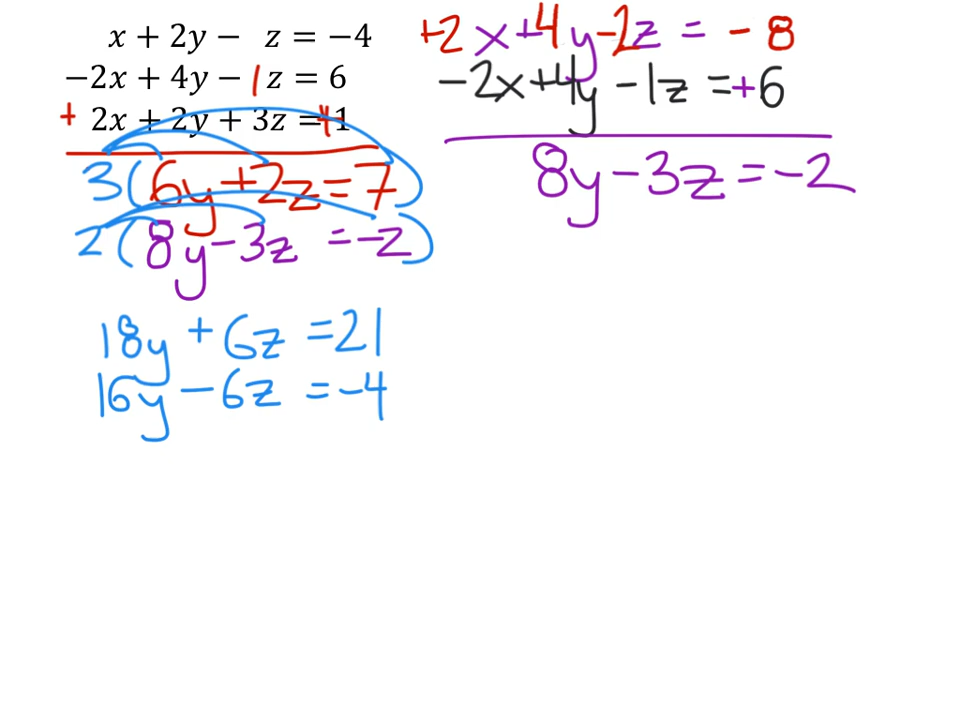 x + 2y − z = −4
−2x + 4y − 1z = 6
+ 2x + 2y + 3z = +1
3(6y + 2z = 7)
2(8y − 3z = −2)
18y + 6z = 21
16y − 6z = −4
+2x + 4y − 2z = − 8
−2x + 4y − 1z = +6
8y − 3z = −2